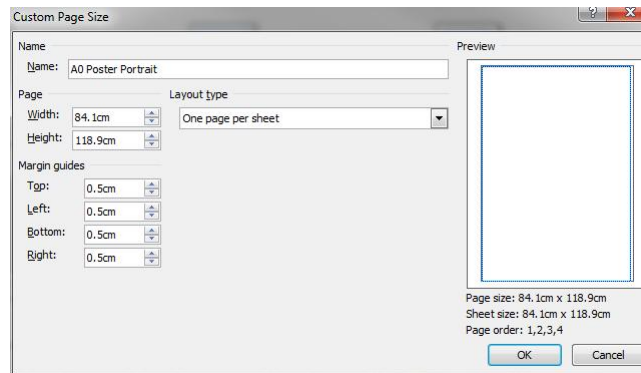 Custom Page Size
Name
Name: A0 Poster Portrait
Page
Width: 84.1cm
Height: 118.9cm
Layout type
One page per sheet
Margin guides
Top: 0.5cm
Left: 0.5cm
Bottom: 0.5cm
Right: 0.5cm
Preview
Page size: 84.1cm x 118.9cm
Sheet size: 84.1cm x 118.9cm
Page order: 1,2,3,4
OK
Cancel